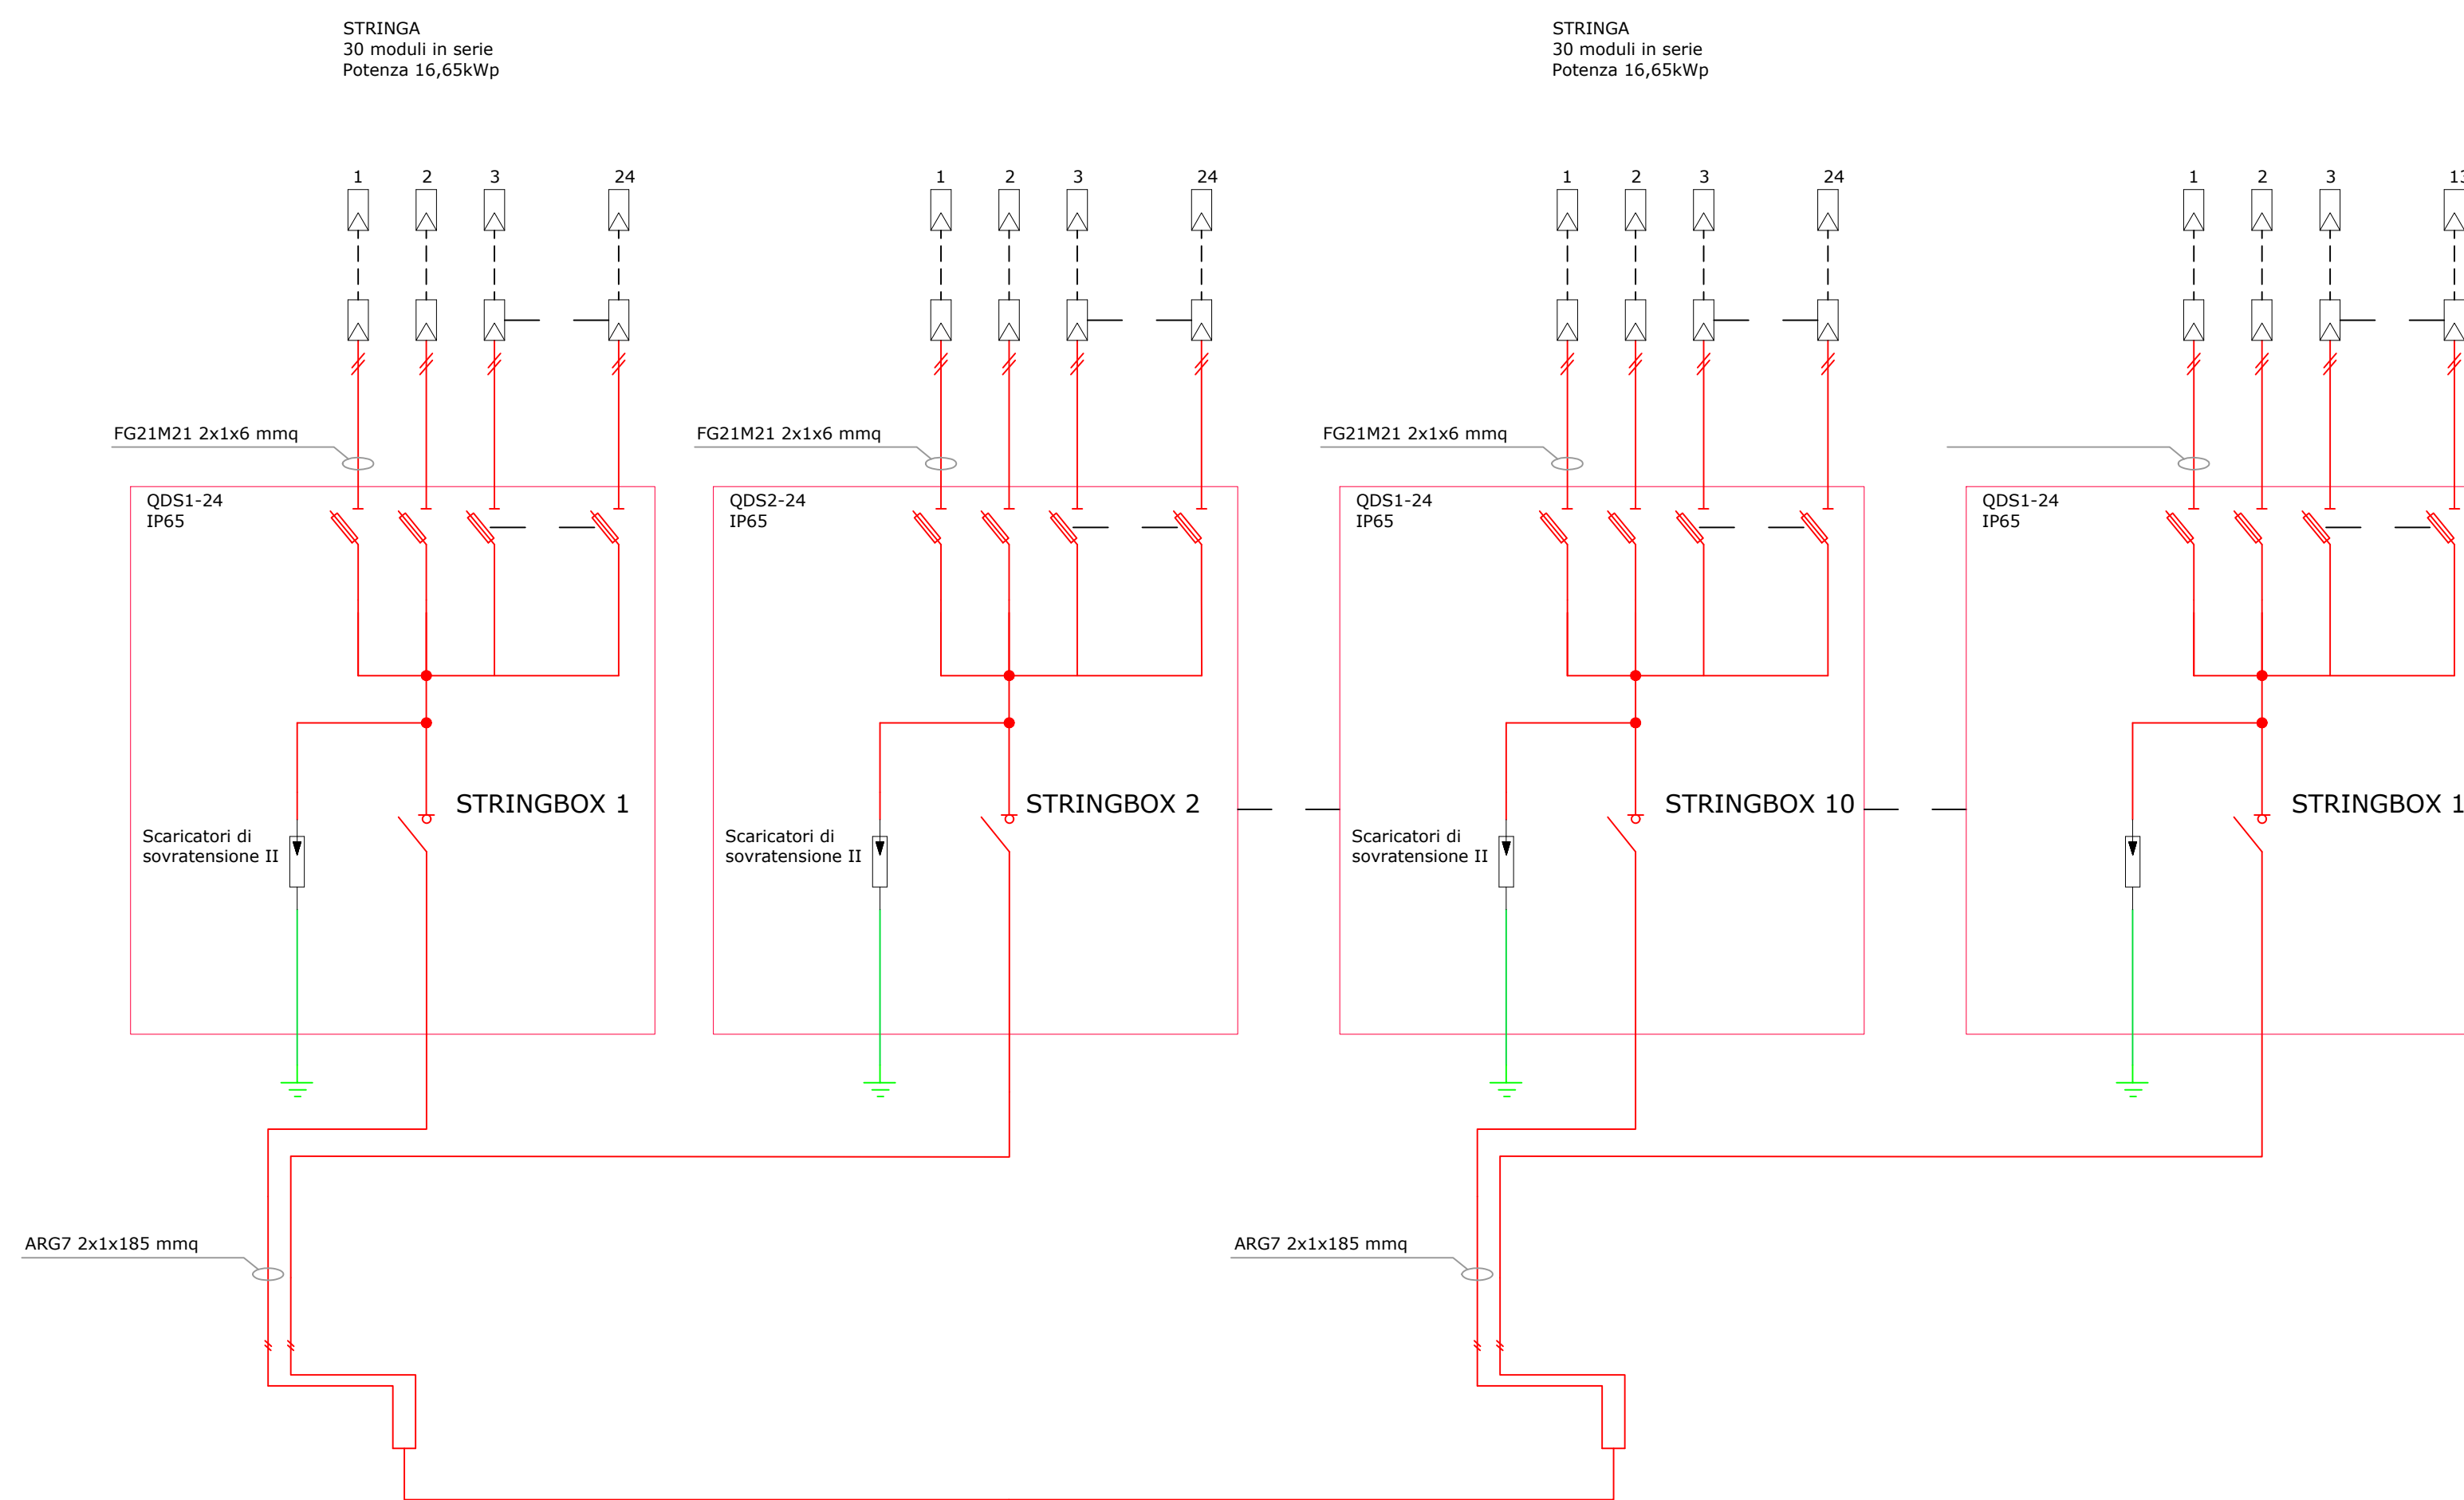 STRINGA
30 moduli in serie
Potenza 16,65kWp
STRINGA
30 moduli in serie
Potenza 16,65kWp
1 2 3 24
1 2 3 24
1 2 3 24
1 2 3
FG21M21 2x1x6 mmq
FG21M21 2x1x6 mmq
FG21M21 2x1x6 mmq
QDS1-24
IP65
QDS2-24
IP65
QDS1-24
IP65
QDS1-24
IP65
STRINGBOX 1
STRINGBOX 2
STRINGBOX 10
STRINGBOX
Scaricatori di
sovratensione II
Scaricatori di
sovratensione II
Scaricatori di
sovratensione II
ARG7 2x1x185 mmq
ARG7 2x1x185 mmq